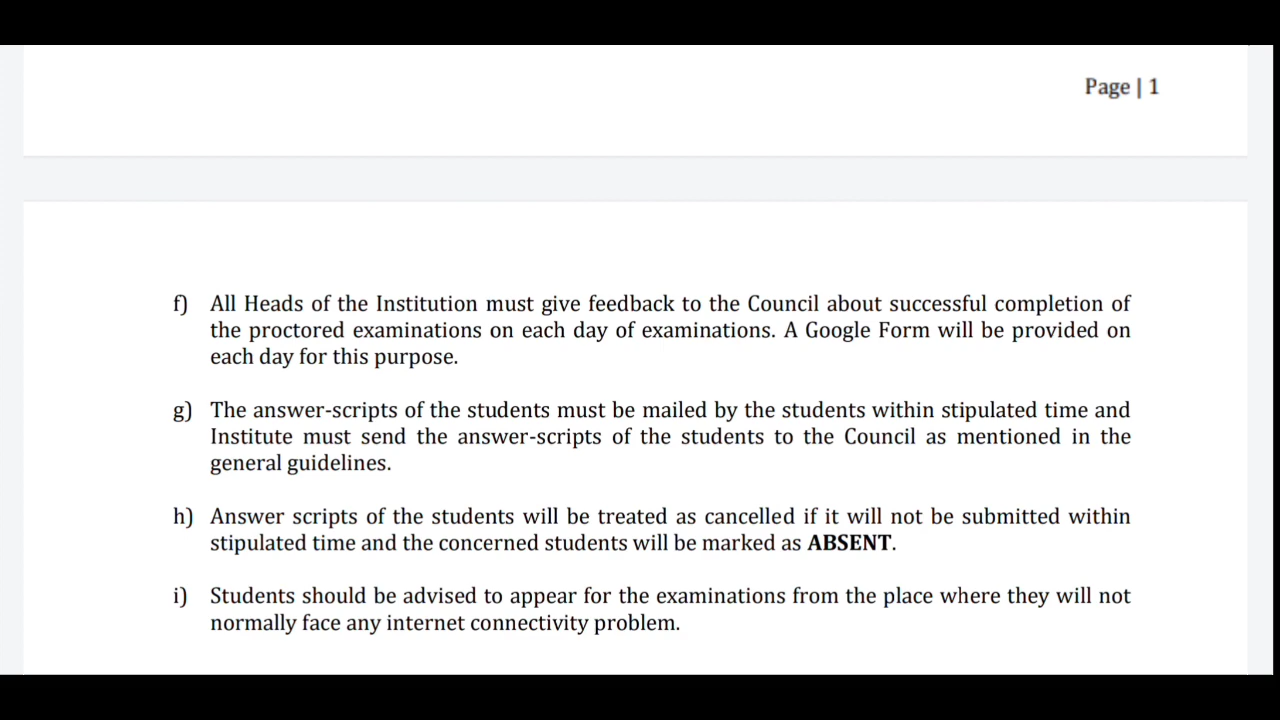 Page | 1
f) All Heads of the Institution must give feedback to the Council about successful completion of
the proctored examinations on each day of examinations. A Google Form will be provided on
each day for this purpose.
g) The answer-scripts of the students must be mailed by the students within stipulated time and
Institute must send the answer-scripts of the students to the Council as mentioned in the
general guidelines.
h) Answer scripts of the students will be treated as cancelled if it will not be submitted within
stipulated time and the concerned students will be marked as ABSENT.
i) Students should be advised to appear for the examinations from the place where they will not
normally face any internet connectivity problem.